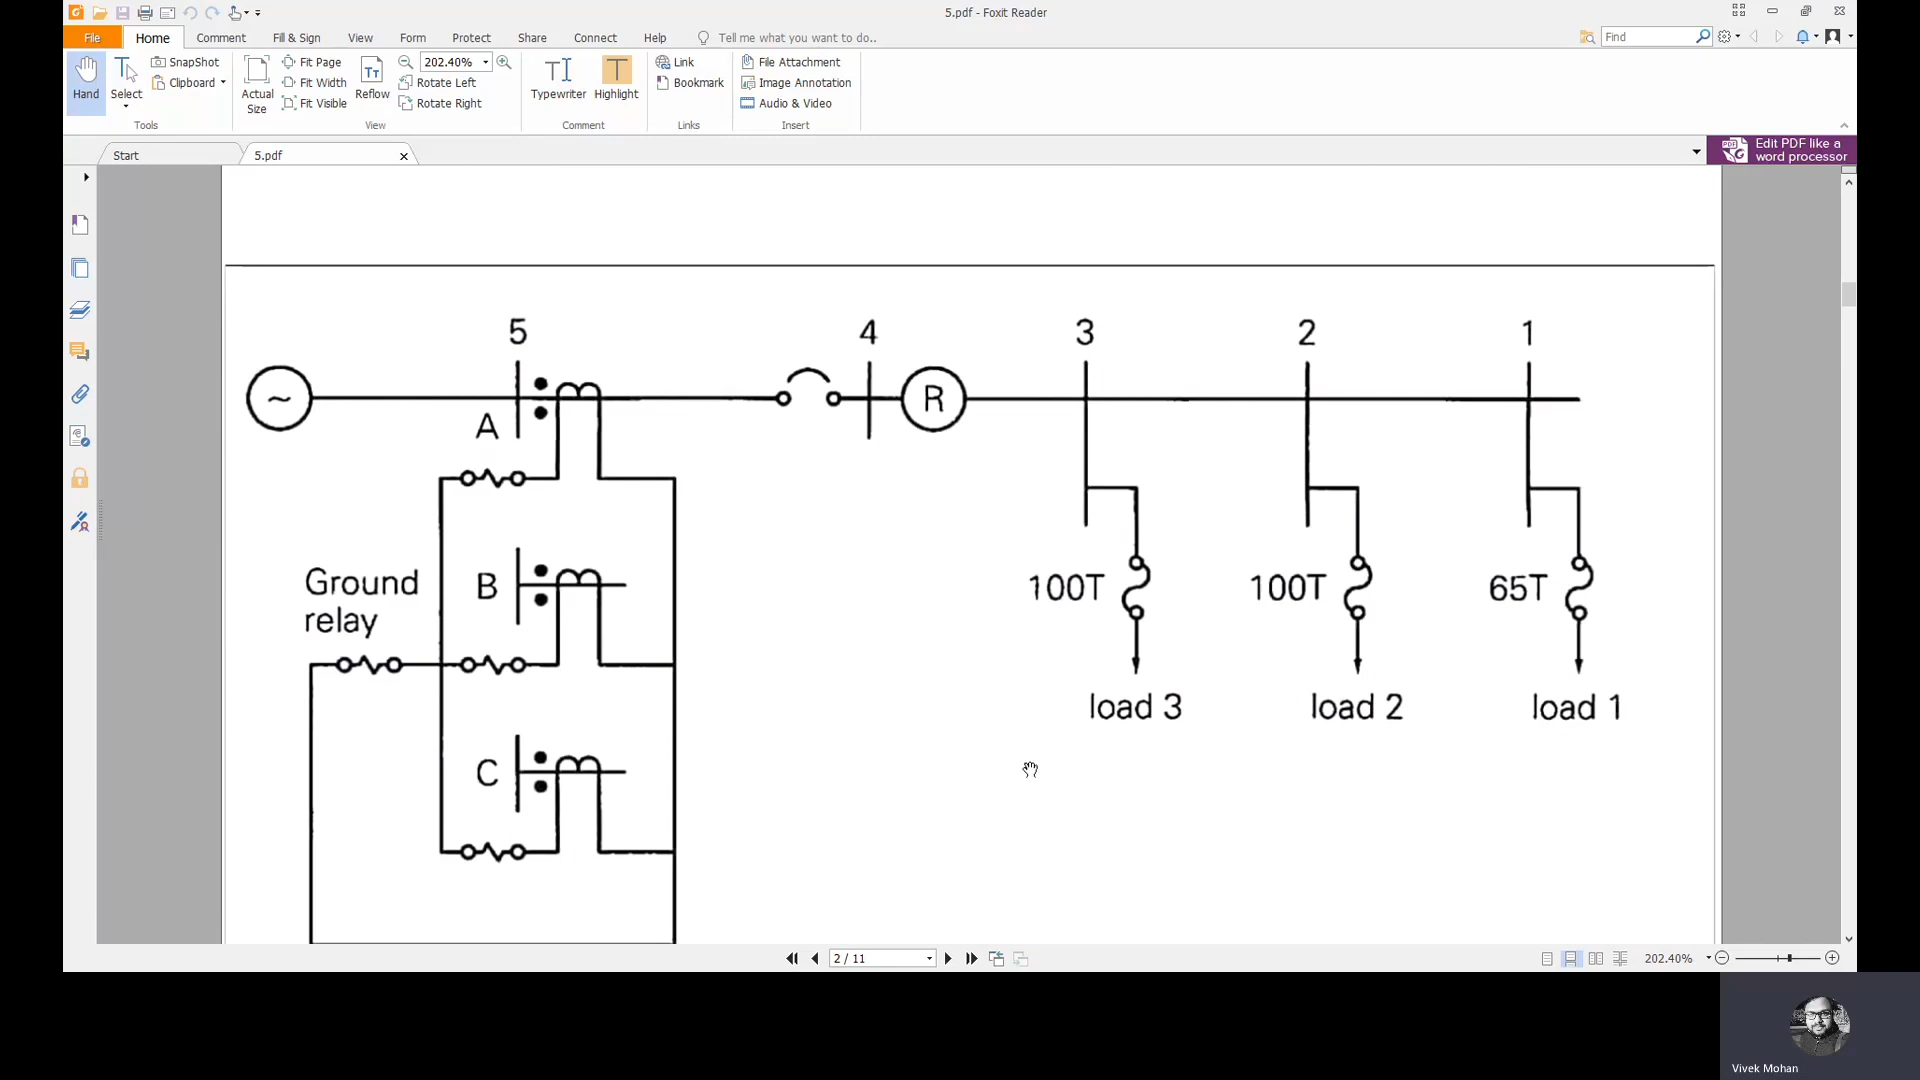 5.pdf - Foxit Reader
File Home Comment Fill & Sign View Form Protect Share Connect Help Tell me what you want to do.. Find
Hand
Select
SnapShot
Clipboard
Tools
Actual
Size
Fit Page
Fit Width
Fit Visible
Reflow
202.40%
Rotate Left
Rotate Right
View
Typewriter
Highlight
Comment
Link
Bookmark
Links
File Attachment
Image Annotation
Audio & Video
Insert
Start
5.pdf
Edit PDF like a
word processor
5 4 3 2 1
~ R
A
Ground
relay
B
100T 100T 65T
load 3 load 2 load 1
C
2 / 11
202.40%
Vivek Mohan